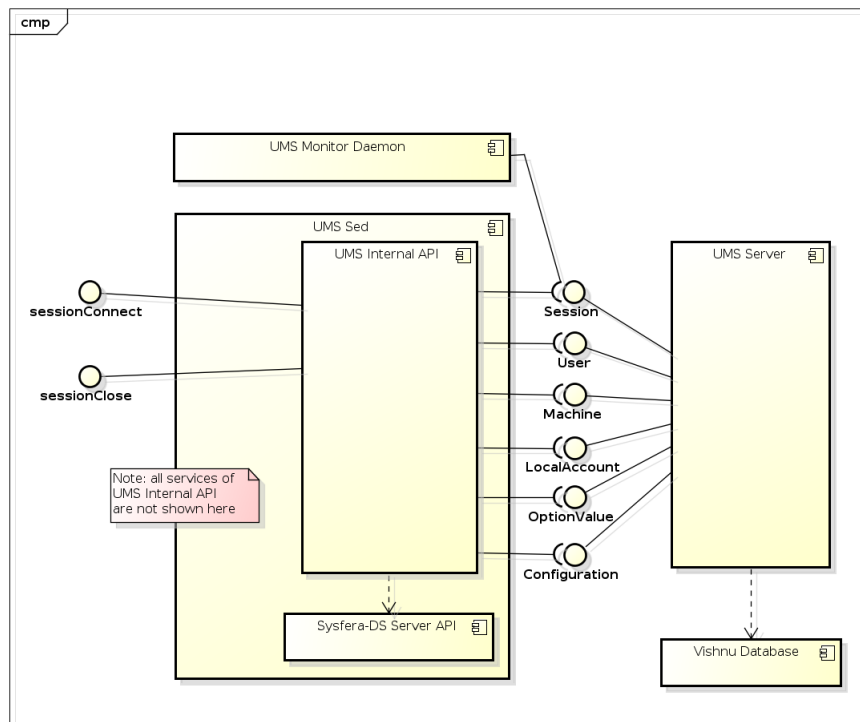 cmp
UMS Monitor Daemon
UMS Sed
UMS Internal API
UMS Server
sessionConnect
Session
User
sessionClose
Machine
LocalAccount
Note: all services of
UMS Internal API
are not shown here
OptionValue
Configuration
Sysfera-DS Server API
Vishnu Database